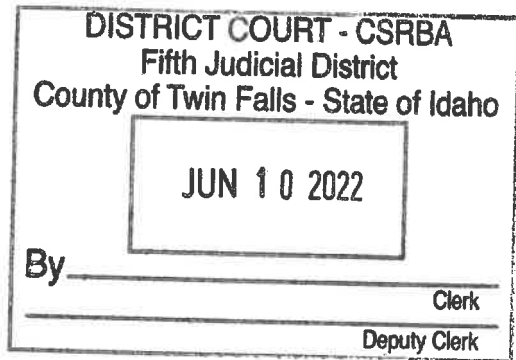 DISTRICT COURT - CSRBA
Fifth Judicial District
County of Twin Falls - State of Idaho
JUN 10 2022
By
Clerk
Deputy Clerk